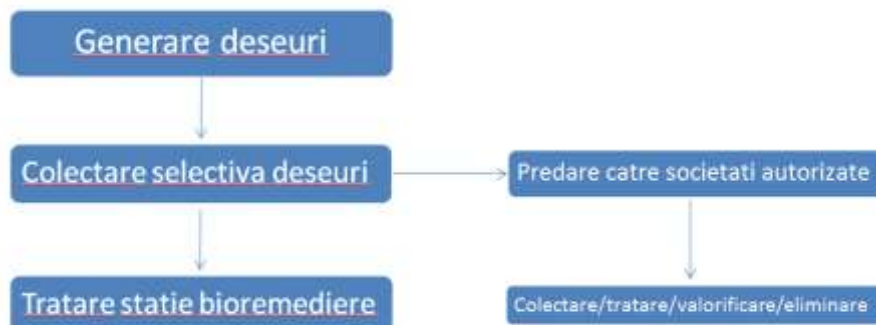 Generare deseuri
Colectare selectiva deseuri
Predare catre societati autorizate
Tratare statie bioremediere
Colectare/tratare/valorificare/eliminare